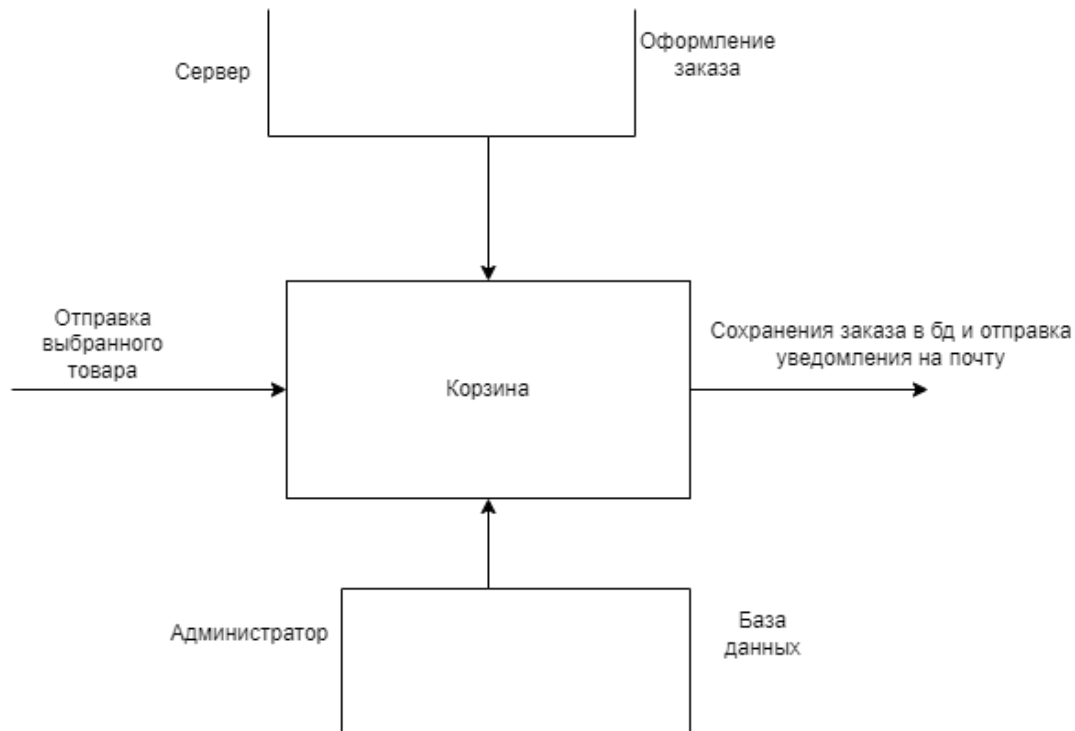 Сервер
Оформление
заказа
Отправка
выбранного
товара
Корзина
Сохранения заказа в бд и отправка
уведомления на почту
Администратор
База
данных